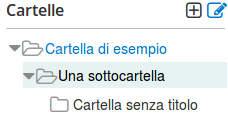 Cartelle
Cartella di esempio
Una sottocartella
Cartella senza titolo